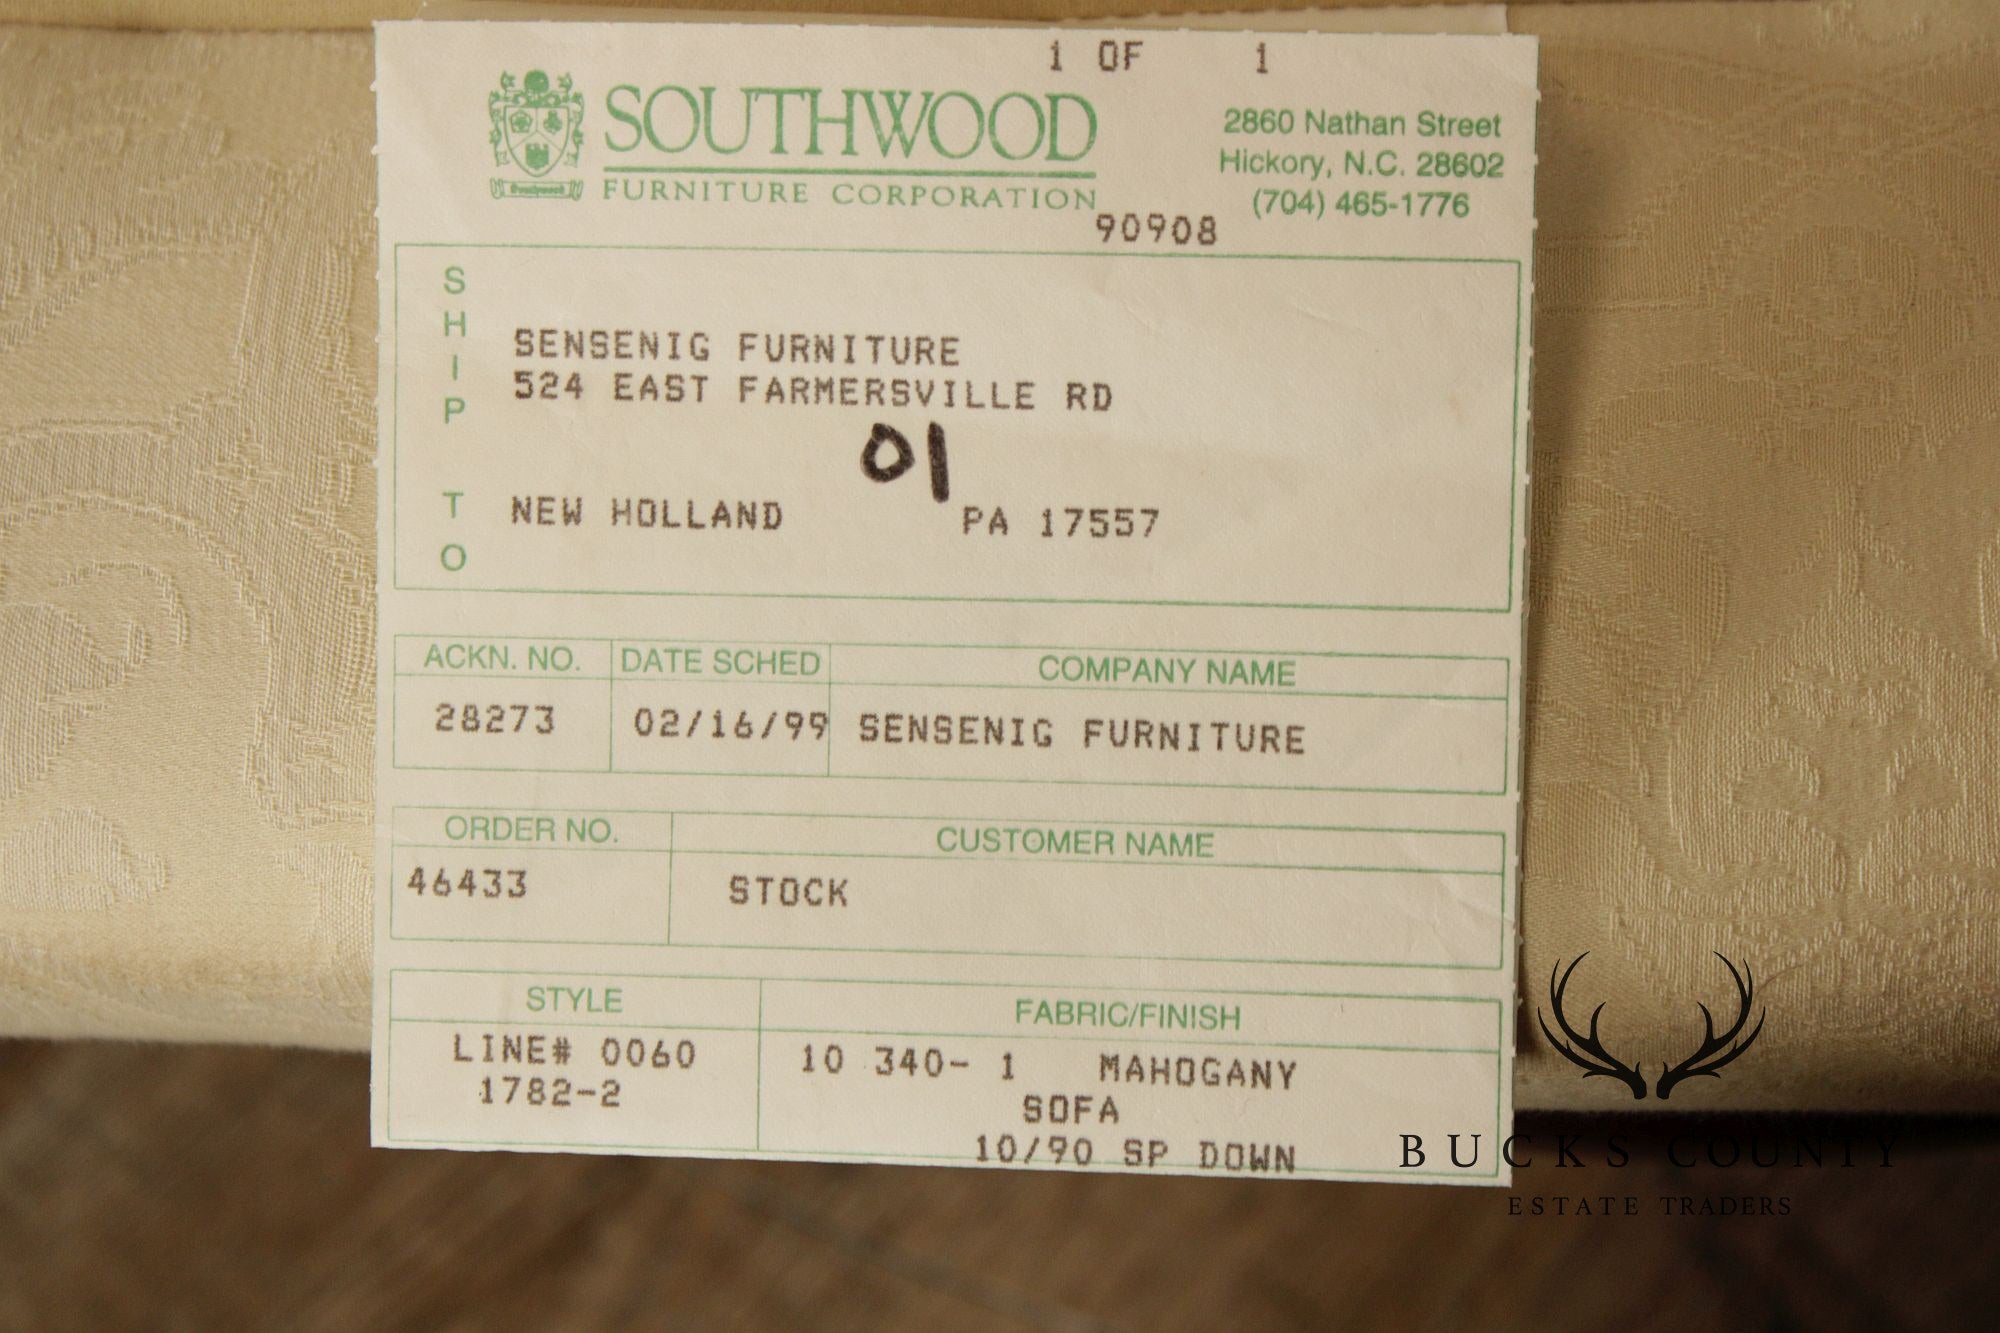 1 OF 1
SOUTHWOOD
FURNITURE CORPORATION
Southwood
2860 Nathan Street
Hickory, N.C. 28602
(704) 465-1776
90908
SHIP TO
SENSENIG FURNITURE
524 EAST FARMERSVILLE RD
01
NEW HOLLAND PA 17557
ACKN. NO. DATE SCHED COMPANY NAME
28273 02/16/99 SENSENIG FURNITURE
ORDER NO. CUSTOMER NAME
46433 STOCK
STYLE FABRIC/FINISH
LINE# 0060 10 340- 1 MAHOGANY
1782-2 SOFA
10/90 SP DOWN
BUCKS COUNTY
ESTATE TRADERS